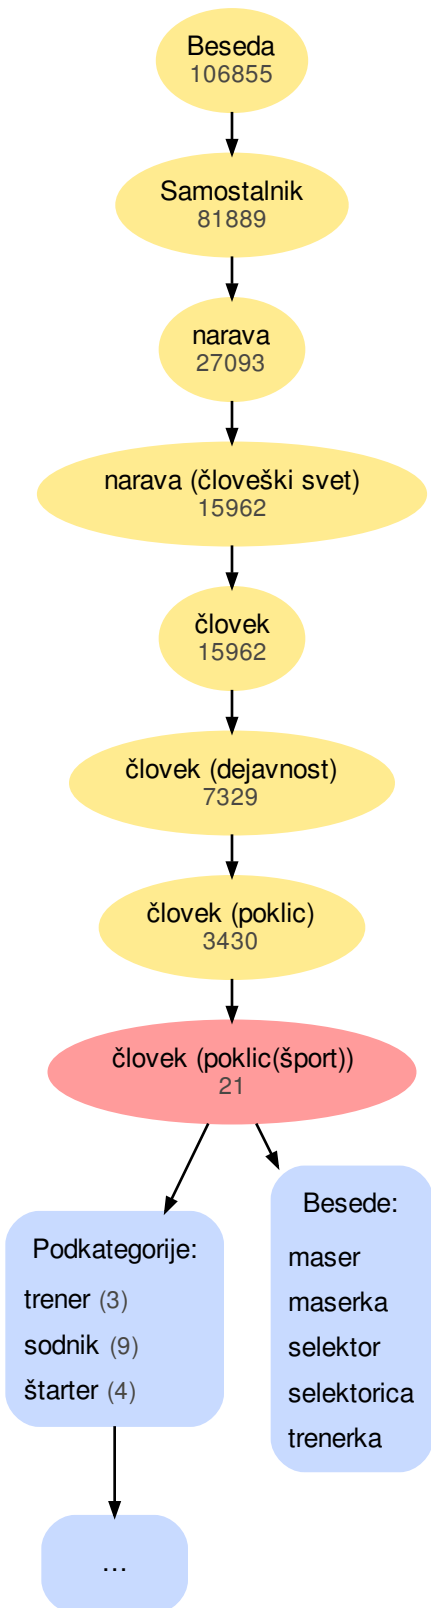 Beseda
106855
Samostalnik
81889
narava
27093
narava (človeški svet)
15962
človek
15962
človek (dejavnost)
7329
človek (poklic)
3430
človek (poklic(šport))
21
Podkategorije:
trener (3)
sodnik (9)
štarter (4)
...
Besede:
maser
maserka
selektor
selektorica
trenerka